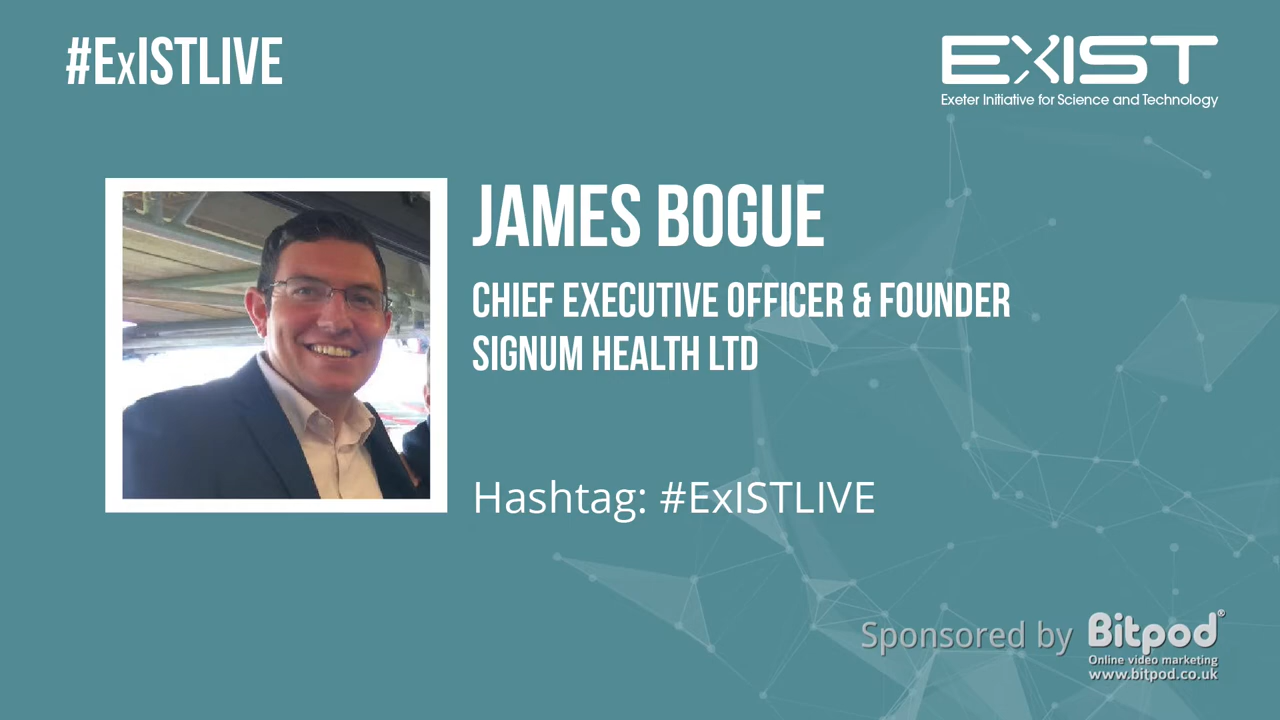 #ExISTLIVE
EXIST
Exeter Initiative for Science and Technology
JAMES BOGUE
CHIEF EXECUTIVE OFFICER & FOUNDER
SIGNUM HEALTH LTD
Hashtag: #ExISTLIVE
Sponsored by Bitpod®
Online video marketing
www.bitpod.co.uk